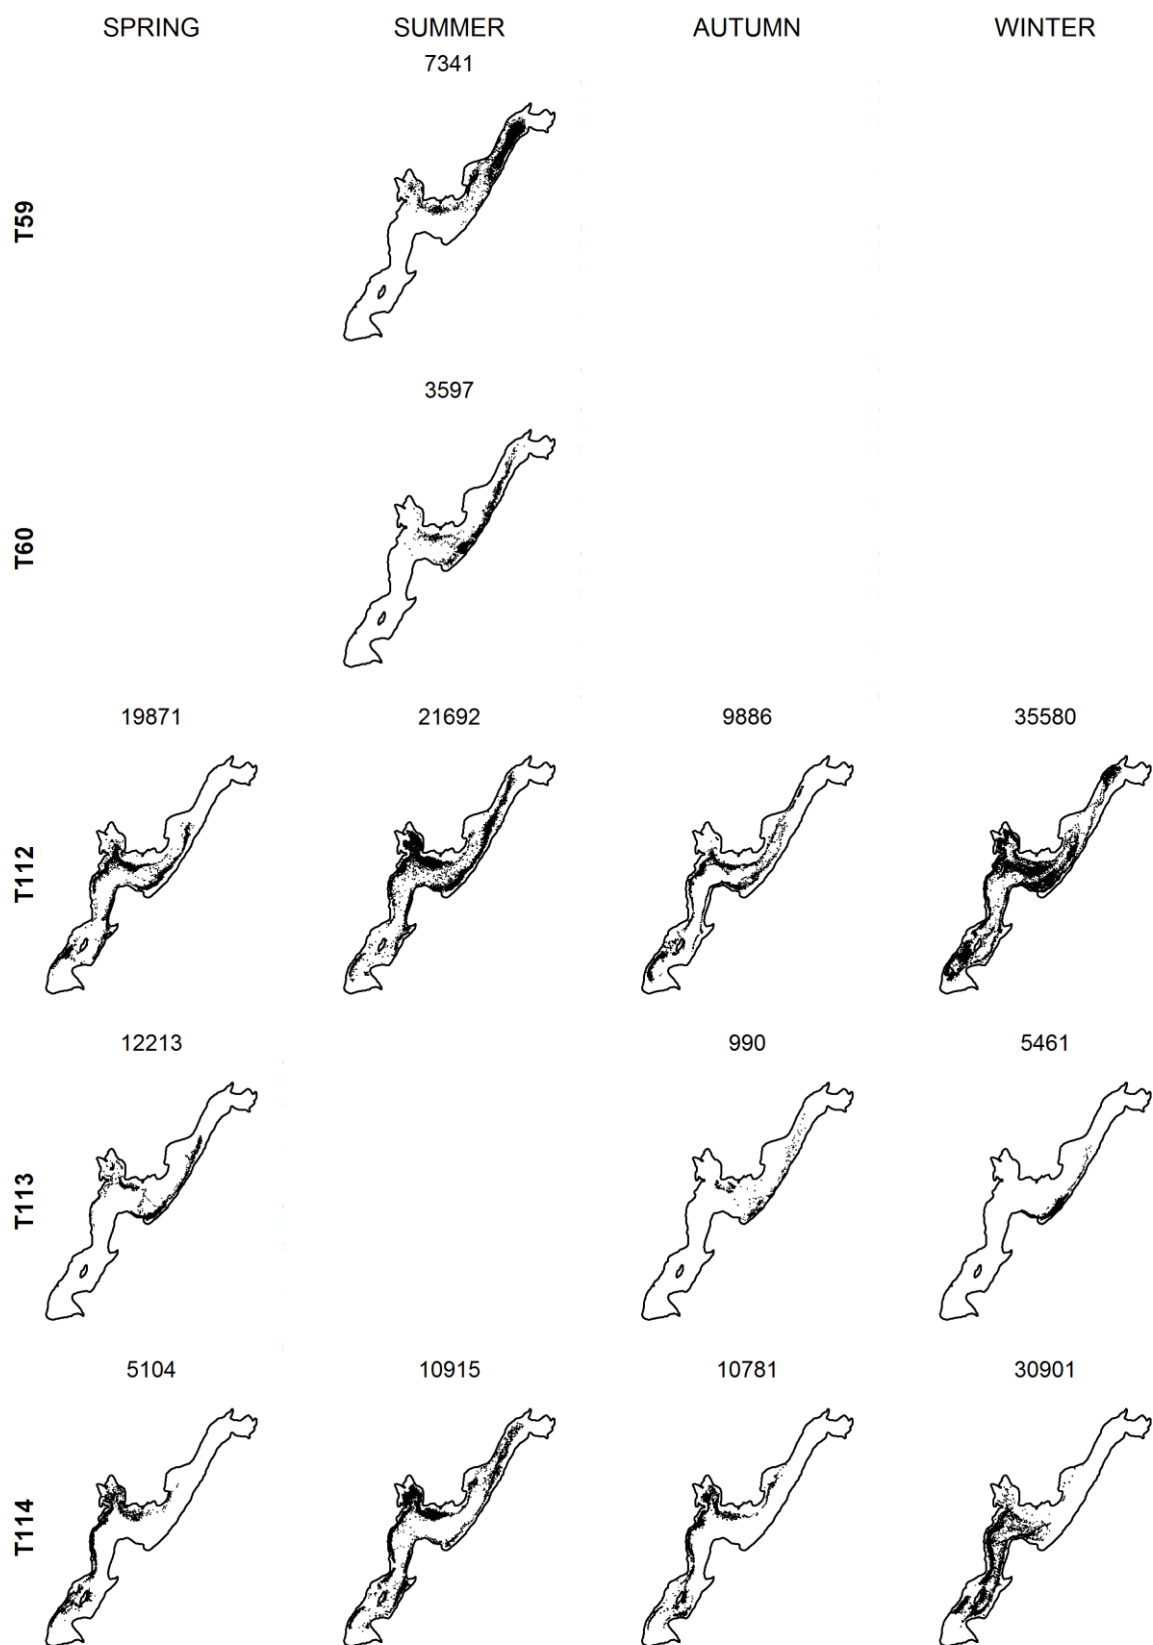 SPRING SUMMER AUTUMN WINTER
7341
T59
3597
T60
19871 21692 9886 35580
T112
12213 990 5461
T113
5104 10915 10781 30901
T114